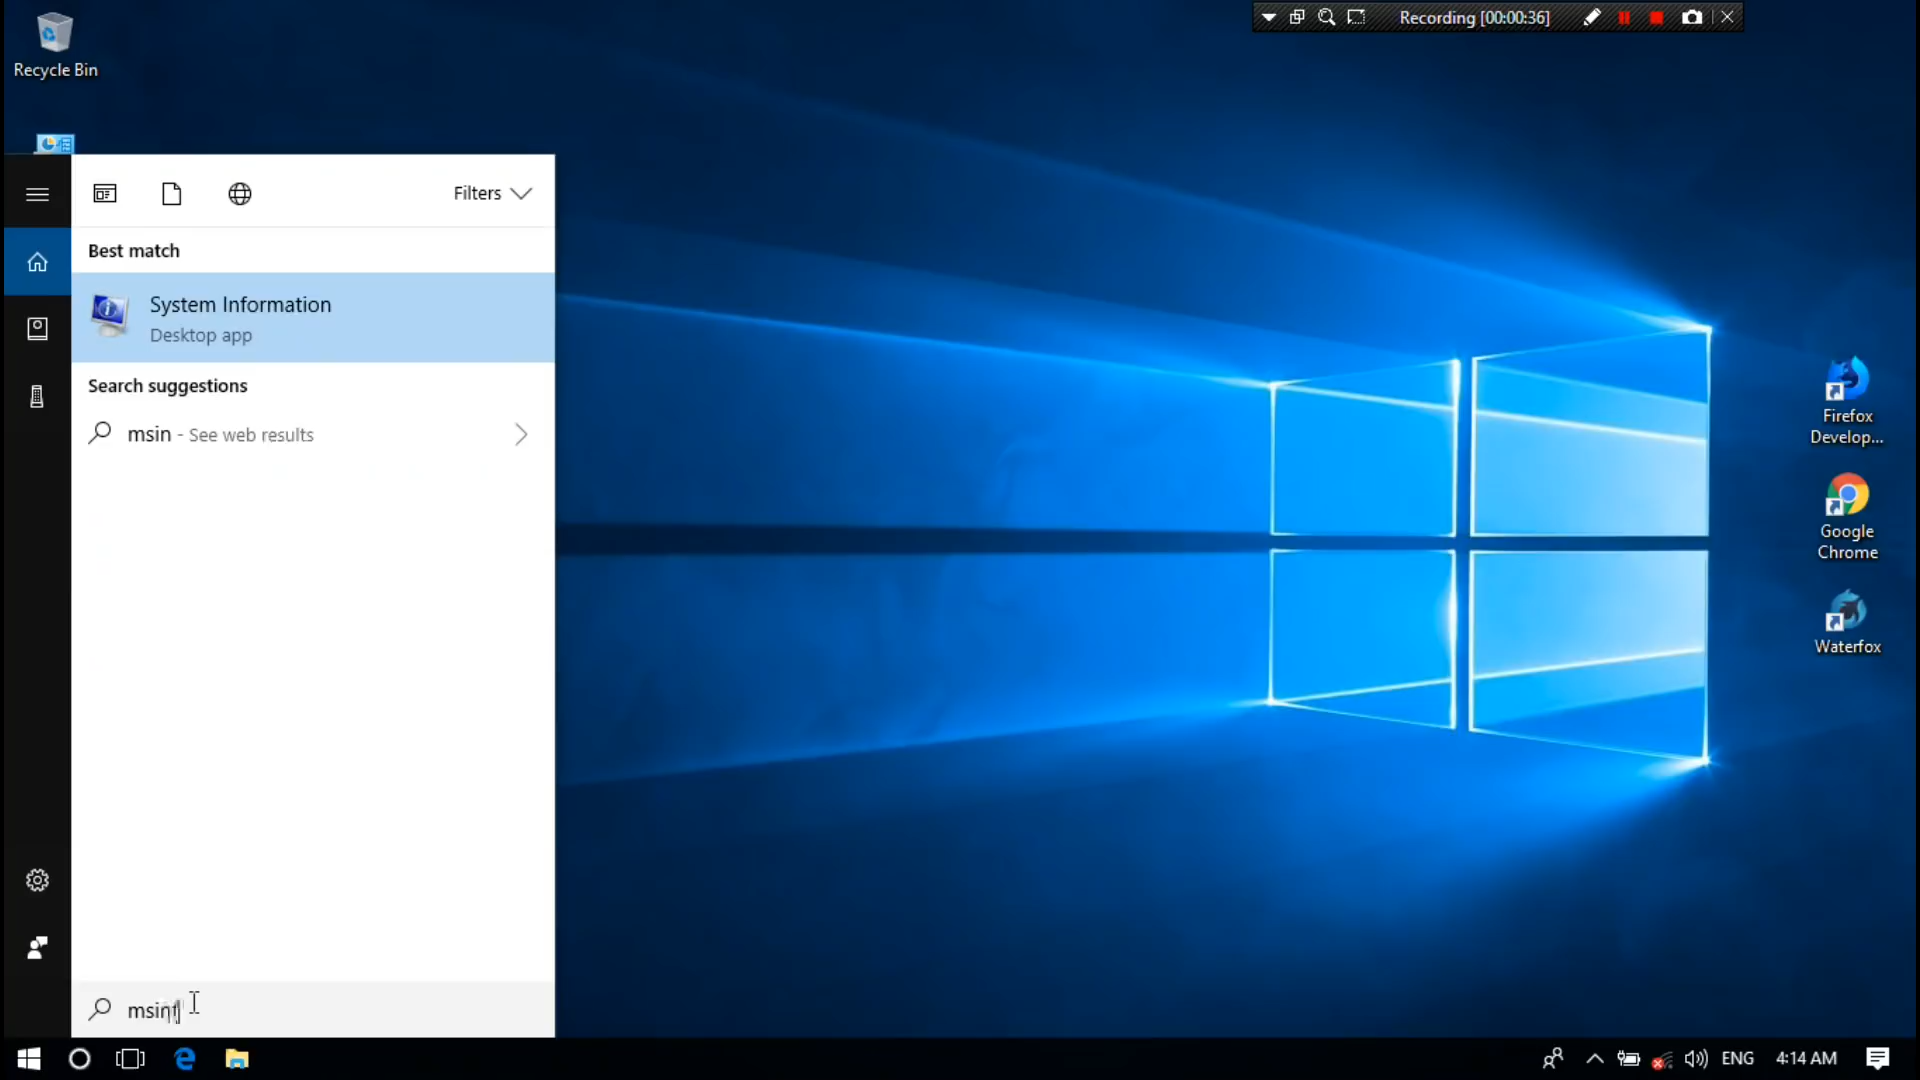 Recycle Bin
Recording [00:00:36]
Filters
Best match
System Information
Desktop app
Search suggestions
msin - See web results
Firefox
Develop...
Google
Chrome
Waterfox
ENG
4:14 AM